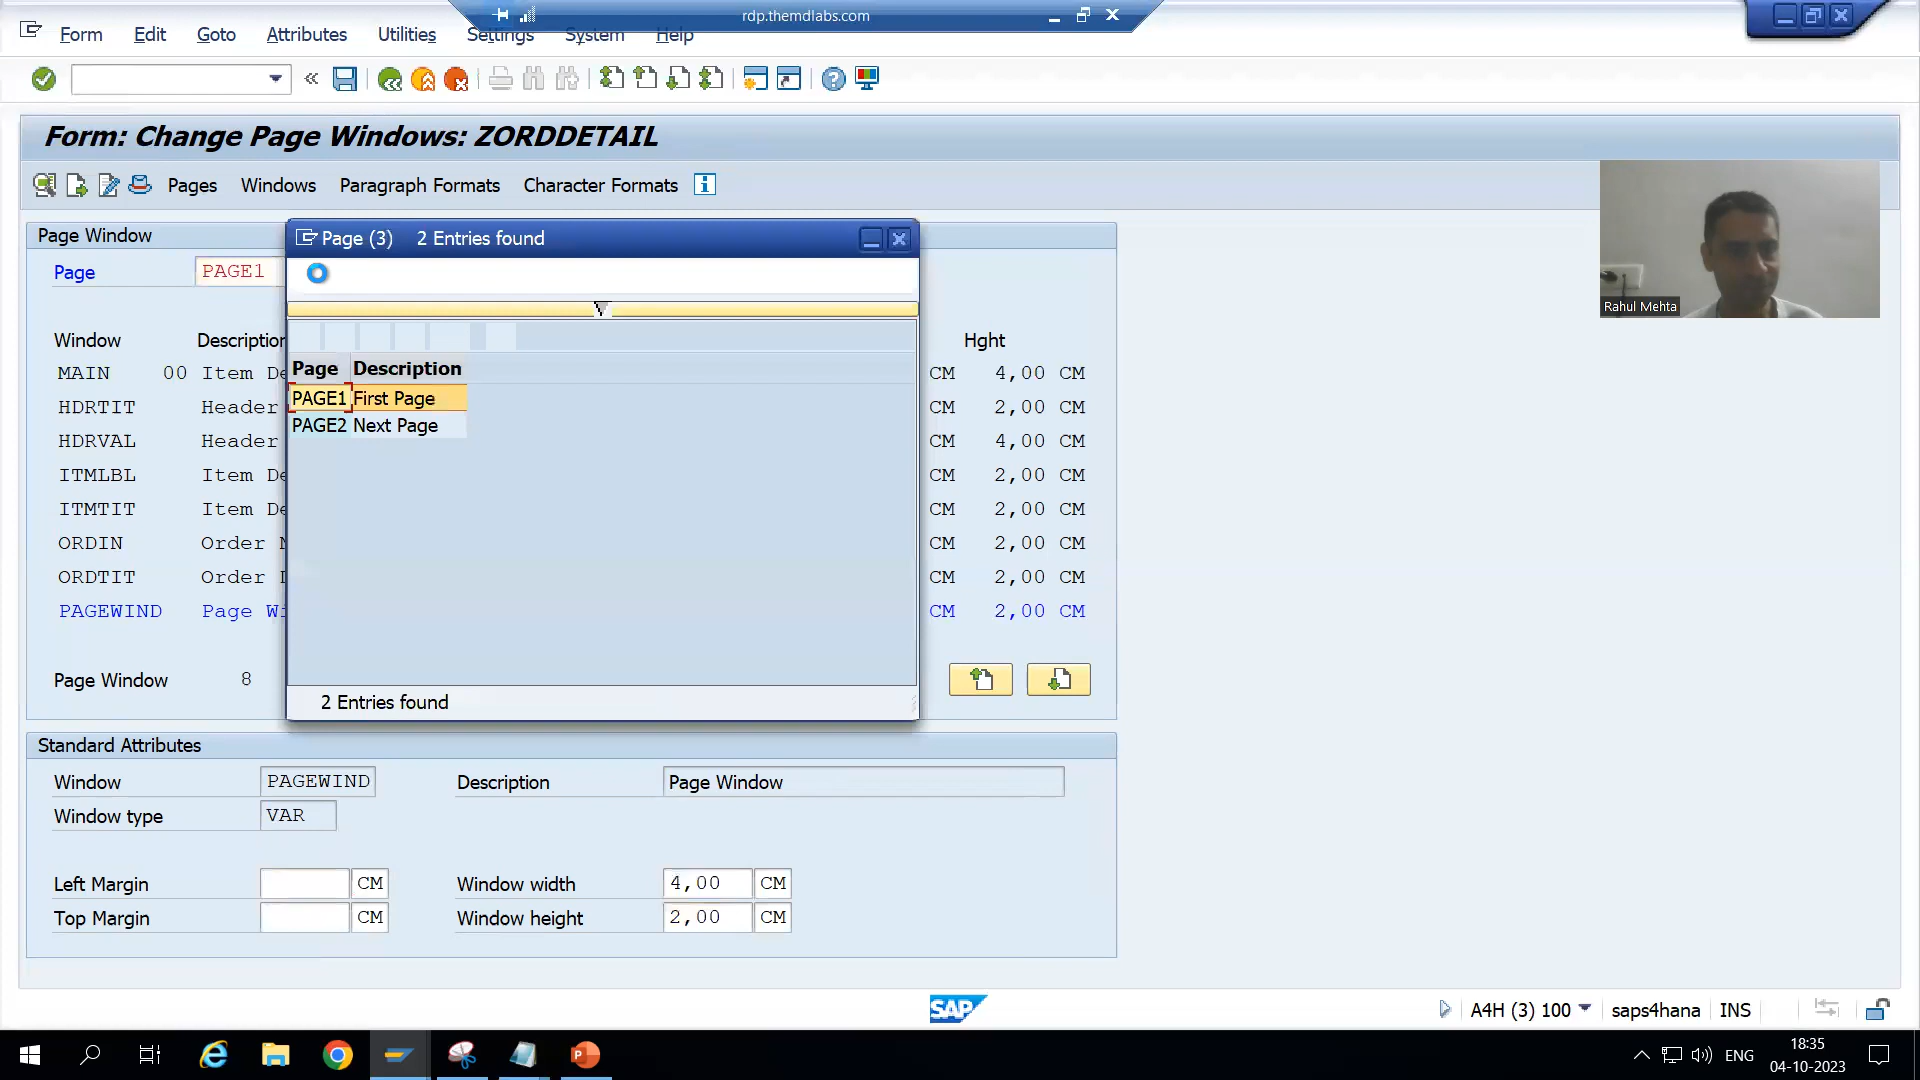 rdp.themdlabs.com
Form Edit Goto Attributes Utilities Settings System Help
Form: Change Page Windows: ZORDDETAIL
Pages Windows Paragraph Formats Character Formats
Rahul Mehta
Page Window
Page PAGE1
Page (3) 2 Entries found
Page Description
PAGE1 First Page
PAGE2 Next Page
2 Entries found
Window Description Hght
MAIN 00 Item De CM 4,00 CM
HDRTIT Header CM 2,00 CM
HDRVAL Header CM 4,00 CM
ITMLBL Item De CM 2,00 CM
ITMTIT Item De CM 2,00 CM
ORDIN Order CM 2,00 CM
ORDTIT Order CM 2,00 CM
PAGEWIND Page Wi CM 2,00 CM
Page Window 8
Standard Attributes
Window PAGEWIND Description Page Window
Window type VAR
Left Margin CM Window width 4,00 CM
Top Margin CM Window height 2,00 CM
SAP
A4H (3) 100 saps4hana INS
ENG
18:35
04-10-2023